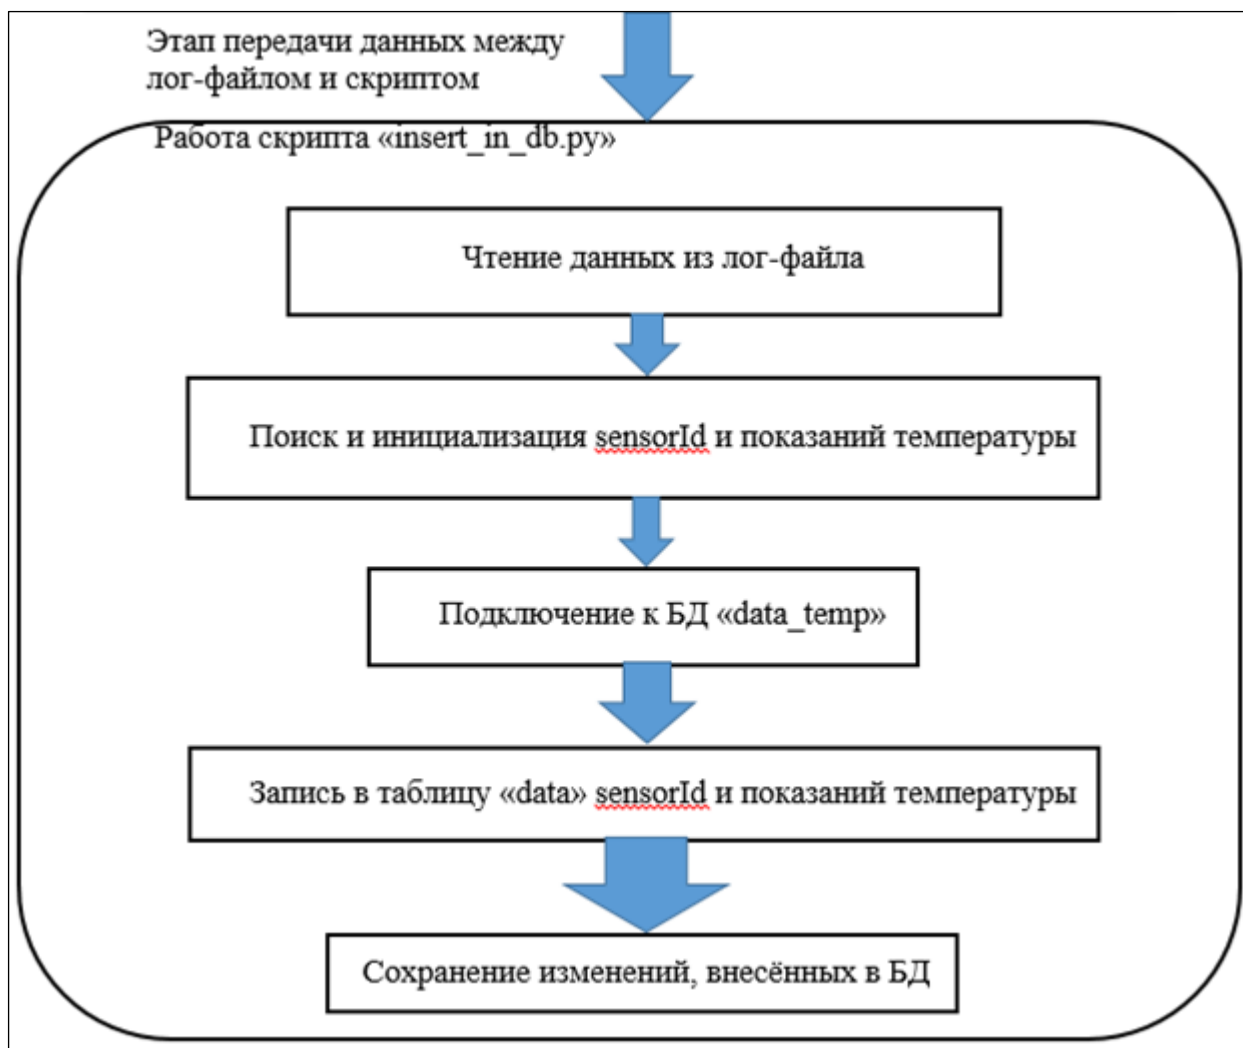 Этап передачи данных между
лог-файлом и скриптом
Работа скрипта «insert_in_db.py»
Чтение данных из лог-файла
Поиск и инициализация sensorId и показаний температуры
Подключение к БД «data_temp»
Запись в таблицу «data» sensorId и показаний температуры
Сохранение изменений, внесённых в БД